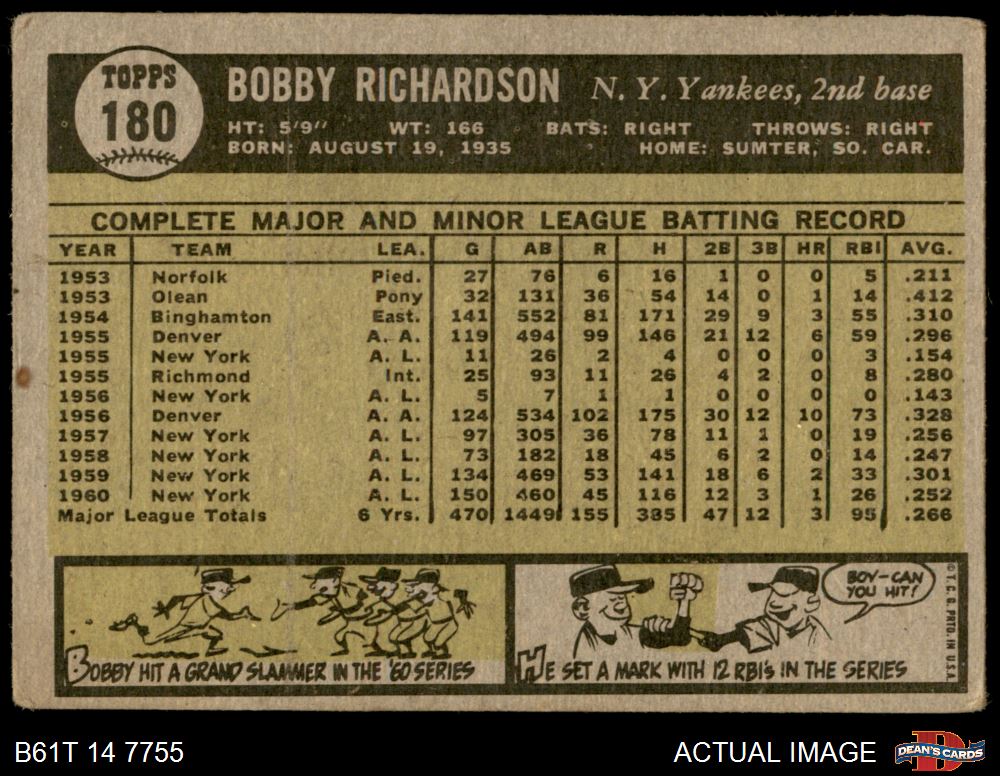 TOPPS
180
BOBBY RICHARDSON N. Y. Yankees, 2nd base
HT: 5'9" WT: 166 BATS: RIGHT THROWS: RIGHT
BORN: AUGUST 19, 1935 HOME: SUMTER, SO. CAR.
COMPLETE MAJOR AND MINOR LEAGUE BATTING RECORD
YEAR TEAM LEA. G AB R H 2B 3B HR RBI AVG.
1953 Norfolk Pied. 27 76 6 16 1 0 0 5 .211
1953 Olean Pony 32 131 36 54 14 0 1 14 .412
1954 Binghamton East. 141 552 81 171 29 9 3 55 .310
1955 Denver A. A. 119 494 99 146 21 12 6 59 .296
1955 New York A. L. 11 26 2 4 0 0 0 3 .154
1955 Richmond Int. 25 93 11 26 4 2 0 8 .280
1956 New York A. L. 5 7 1 1 0 0 0 0 .143
1956 Denver A. A. 124 534 102 175 30 12 10 73 .328
1957 New York A. L. 97 305 36 78 11 1 0 19 .256
1958 New York A. L. 73 182 18 45 6 2 0 14 .247
1959 New York A. L. 134 469 53 141 18 6 2 33 .301
1960 New York A. L. 150 460 45 116 12 3 1 26 .252
Major League Totals 6 Yrs. 470 1449 155 385 47 12 3 95 .266
BOBBY HIT A GRAND SLAMMER IN THE '60 SERIES
BOY-CAN
YOU HIT!
HE SET A MARK WITH 12 RBI's IN THE SERIES
© T. C. G. PRTD. IN U.S.A.
B61T 14 7755
ACTUAL IMAGE
D
DEAN'S CARDS